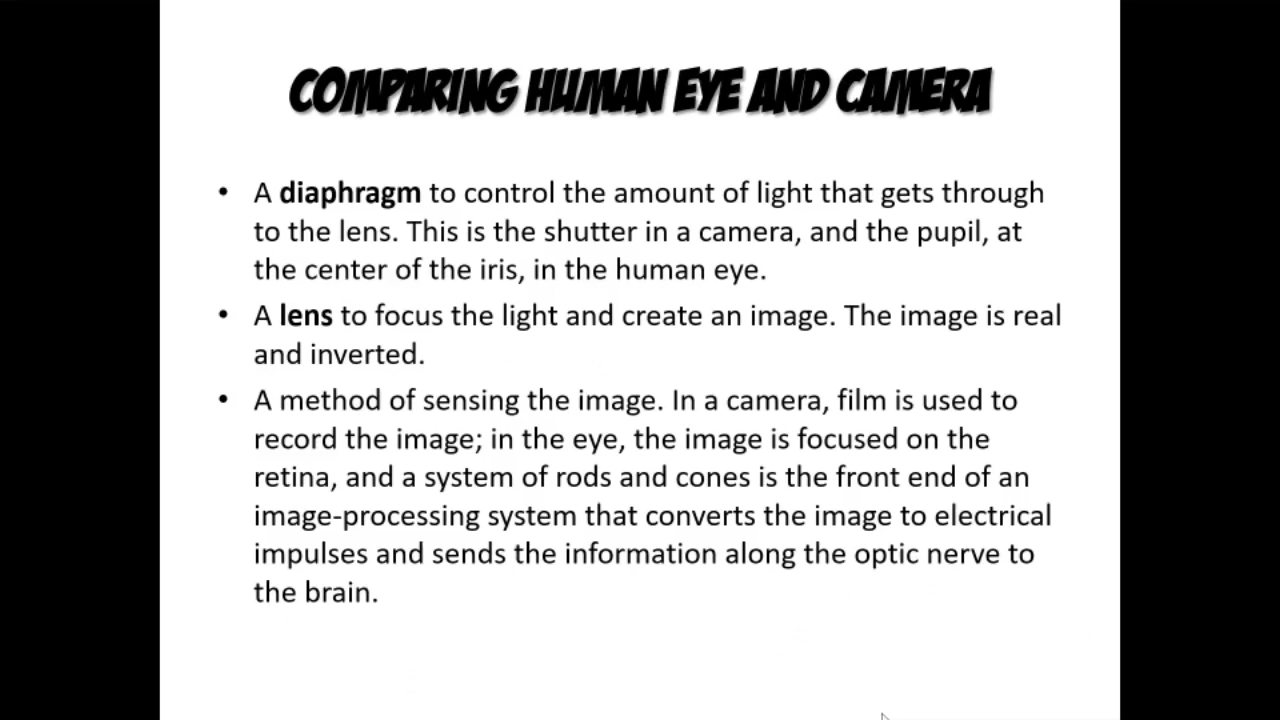 COMPARING HUMAN EYE AND CAMERA
• A diaphragm to control the amount of light that gets through
to the lens. This is the shutter in a camera, and the pupil, at
the center of the iris, in the human eye.
• A lens to focus the light and create an image. The image is real
and inverted.
• A method of sensing the image. In a camera, film is used to
record the image; in the eye, the image is focused on the
retina, and a system of rods and cones is the front end of an
image-processing system that converts the image to electrical
impulses and sends the information along the optic nerve to
the brain.